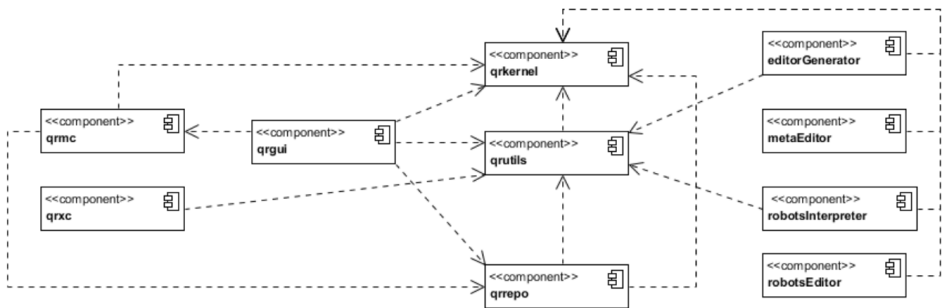 <<component>>
qrkernel
<<component>>
editorGenerator
<<component>>
qrmc
<<component>>
qrgui
<<component>>
qrutils
<<component>>
metaEditor
<<component>>
qrxc
<<component>>
robotsInterpreter
<<component>>
qrrepo
<<component>>
robotsEditor